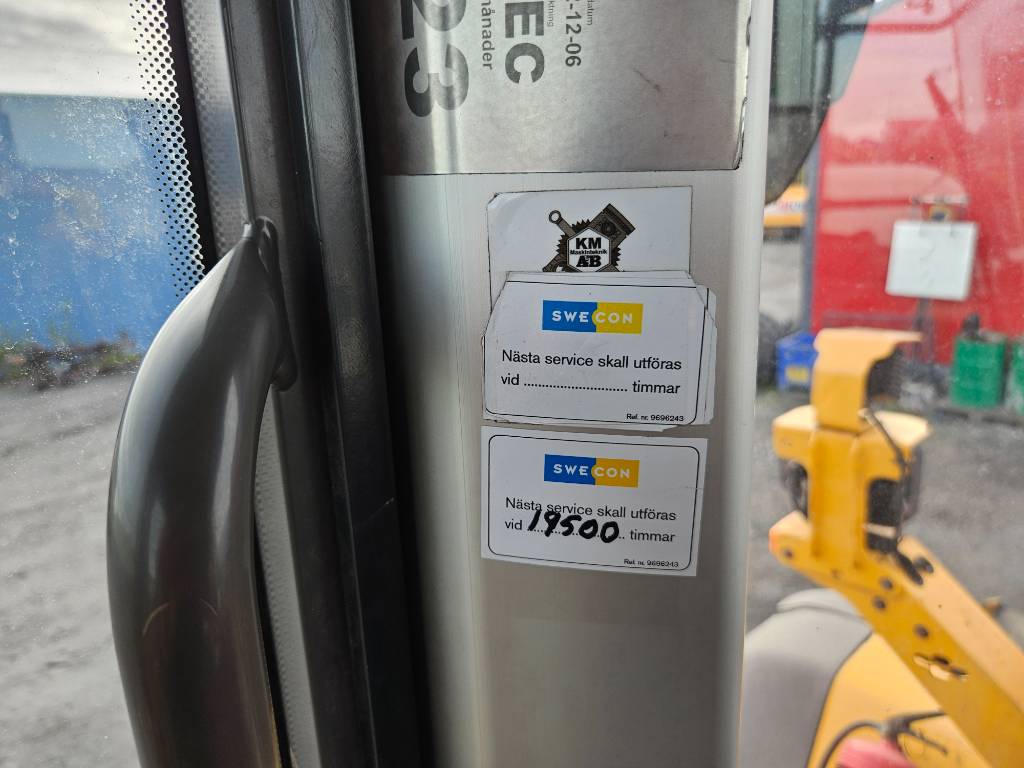 23
EC
månader
-12-06
KM
Maskinteknik
AB
SWECON
Nästa service skall utföras
vid ............................ timmar
Ref. nr. 9696243
SWECON
Nästa service skall utföras
vid 19500 timmar
Ref. nr. 9696243